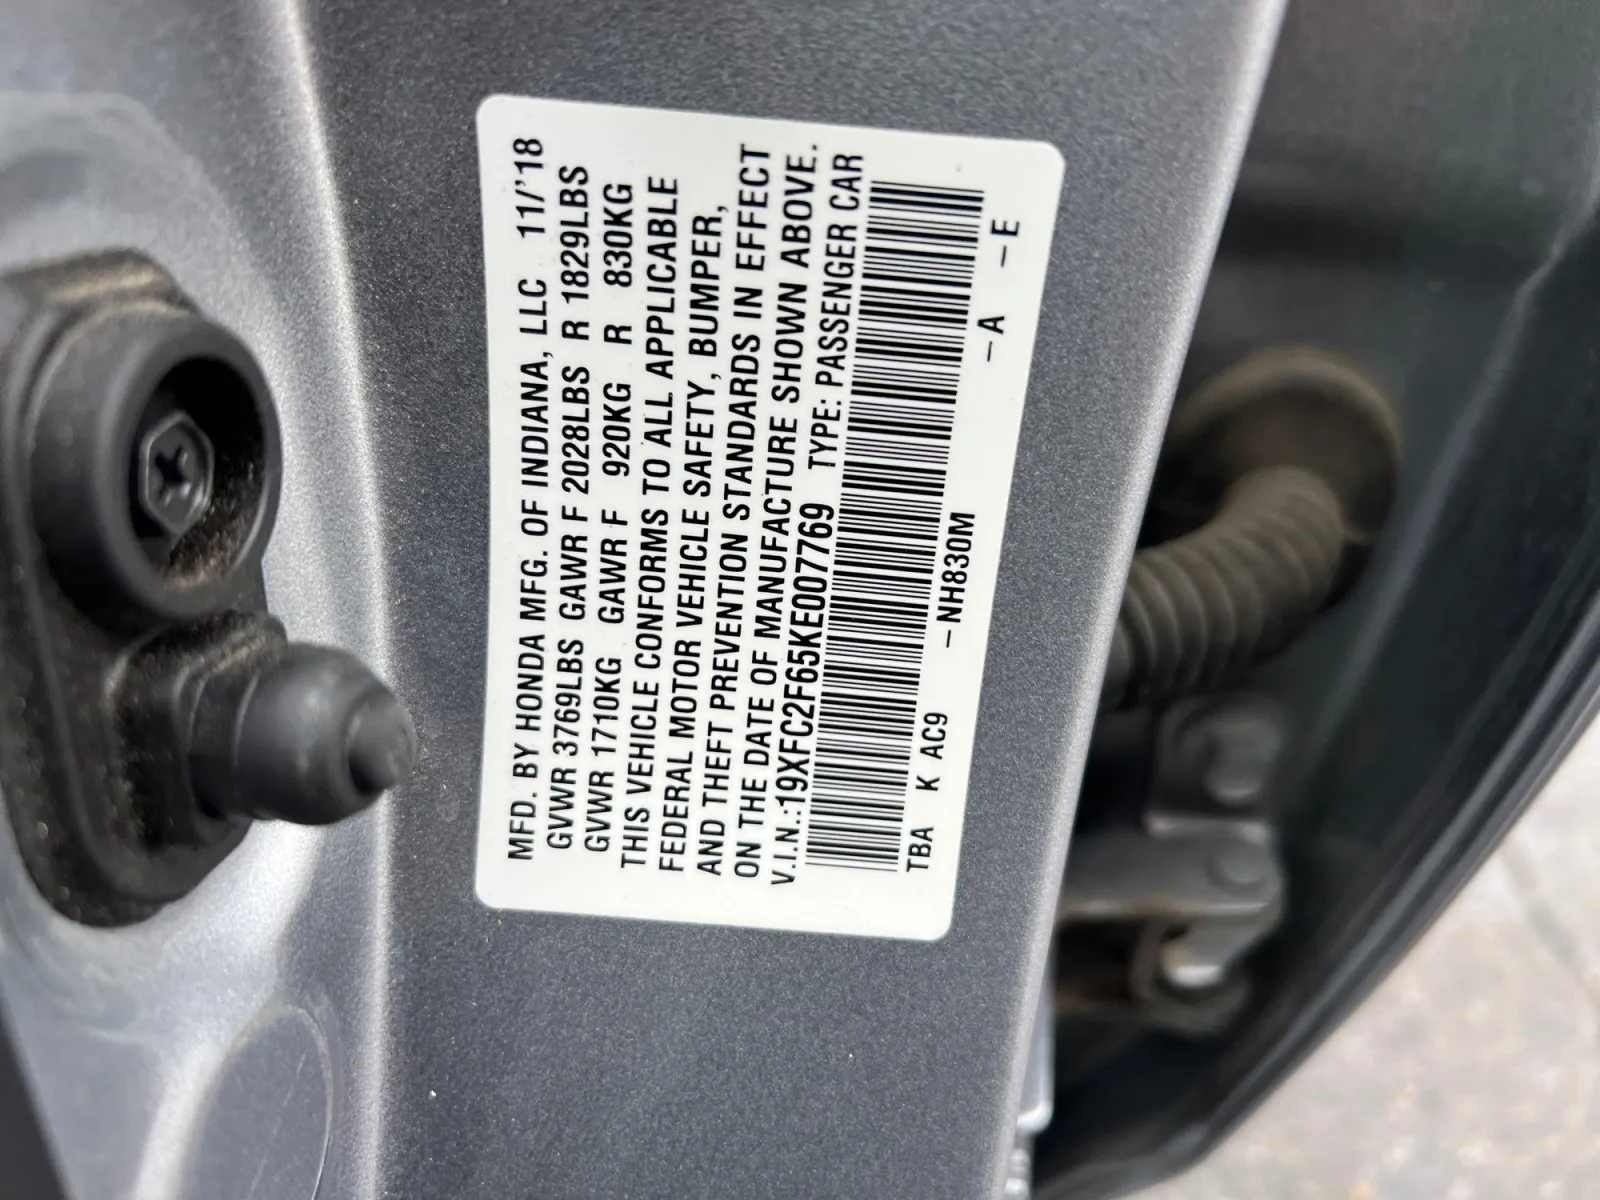 MFD. BY HONDA MFG. OF INDIANA, LLC 11/'18
GVWR 3769LBS GAWR F 2028LBS R 1829LBS
GVWR 1710KG GAWR F 920KG R 830KG
THIS VEHICLE CONFORMS TO ALL APPLICABLE
FEDERAL MOTOR VEHICLE SAFETY, BUMPER,
AND THEFT PREVENTION STANDARDS IN EFFECT
ON THE DATE OF MANUFACTURE SHOWN ABOVE.
V.I.N.:19XFC2F65KE007769 TYPE: PASSENGER CAR
TBA K AC9 -NH830M -A -E